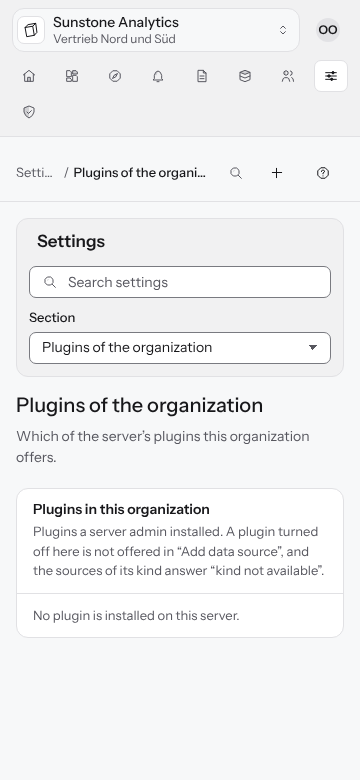 Sunstone Analytics
Vertrieb Nord und Süd
OO
Setti... / Plugins of the organi...
Settings
Search settings
Section
Plugins of the organization
Plugins of the organization
Which of the server’s plugins this organization
offers.
Plugins in this organization
Plugins a server admin installed. A plugin turned
off here is not offered in “Add data source”, and
the sources of its kind answer “kind not available”.
No plugin is installed on this server.